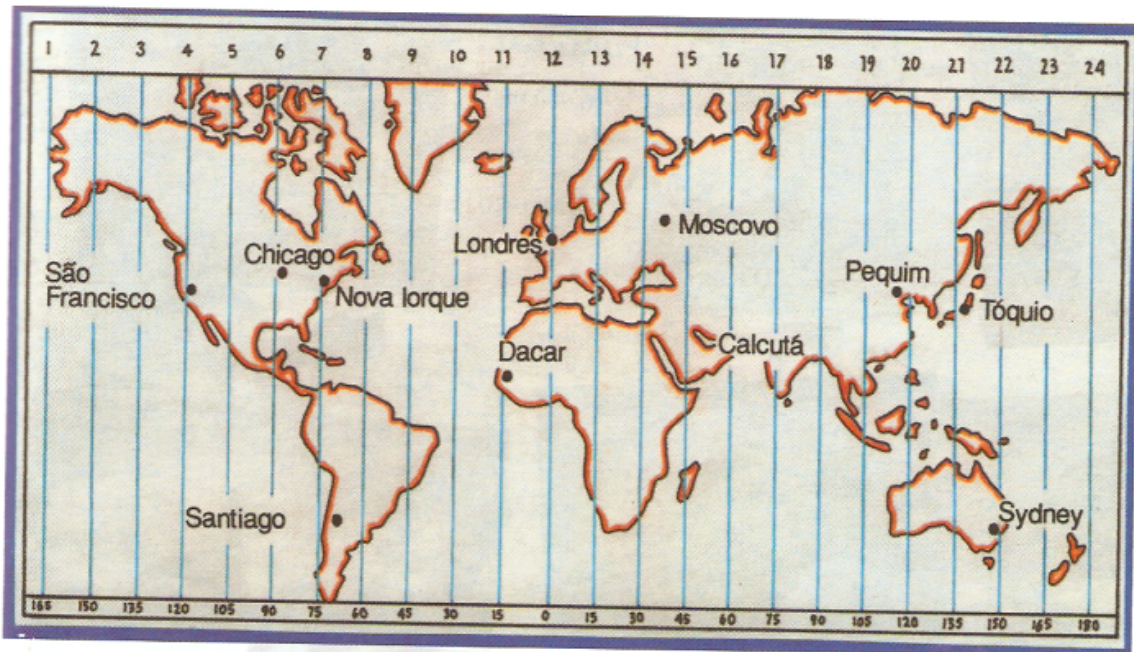 1 2 3 4 5 6 7 8 9 10 11 12 13 14 15 16 17 18 19 20 21 22 23 24
Londres
Moscovo
Chicago
São
Francisco
Nova Iorque
Pequim
Tóquio
Dacar
Calcutá
Santiago
Sydney
165 150 135 120 105 90 75 60 45 30 15 0 15 30 45 60 75 90 105 120 135 150 165 180